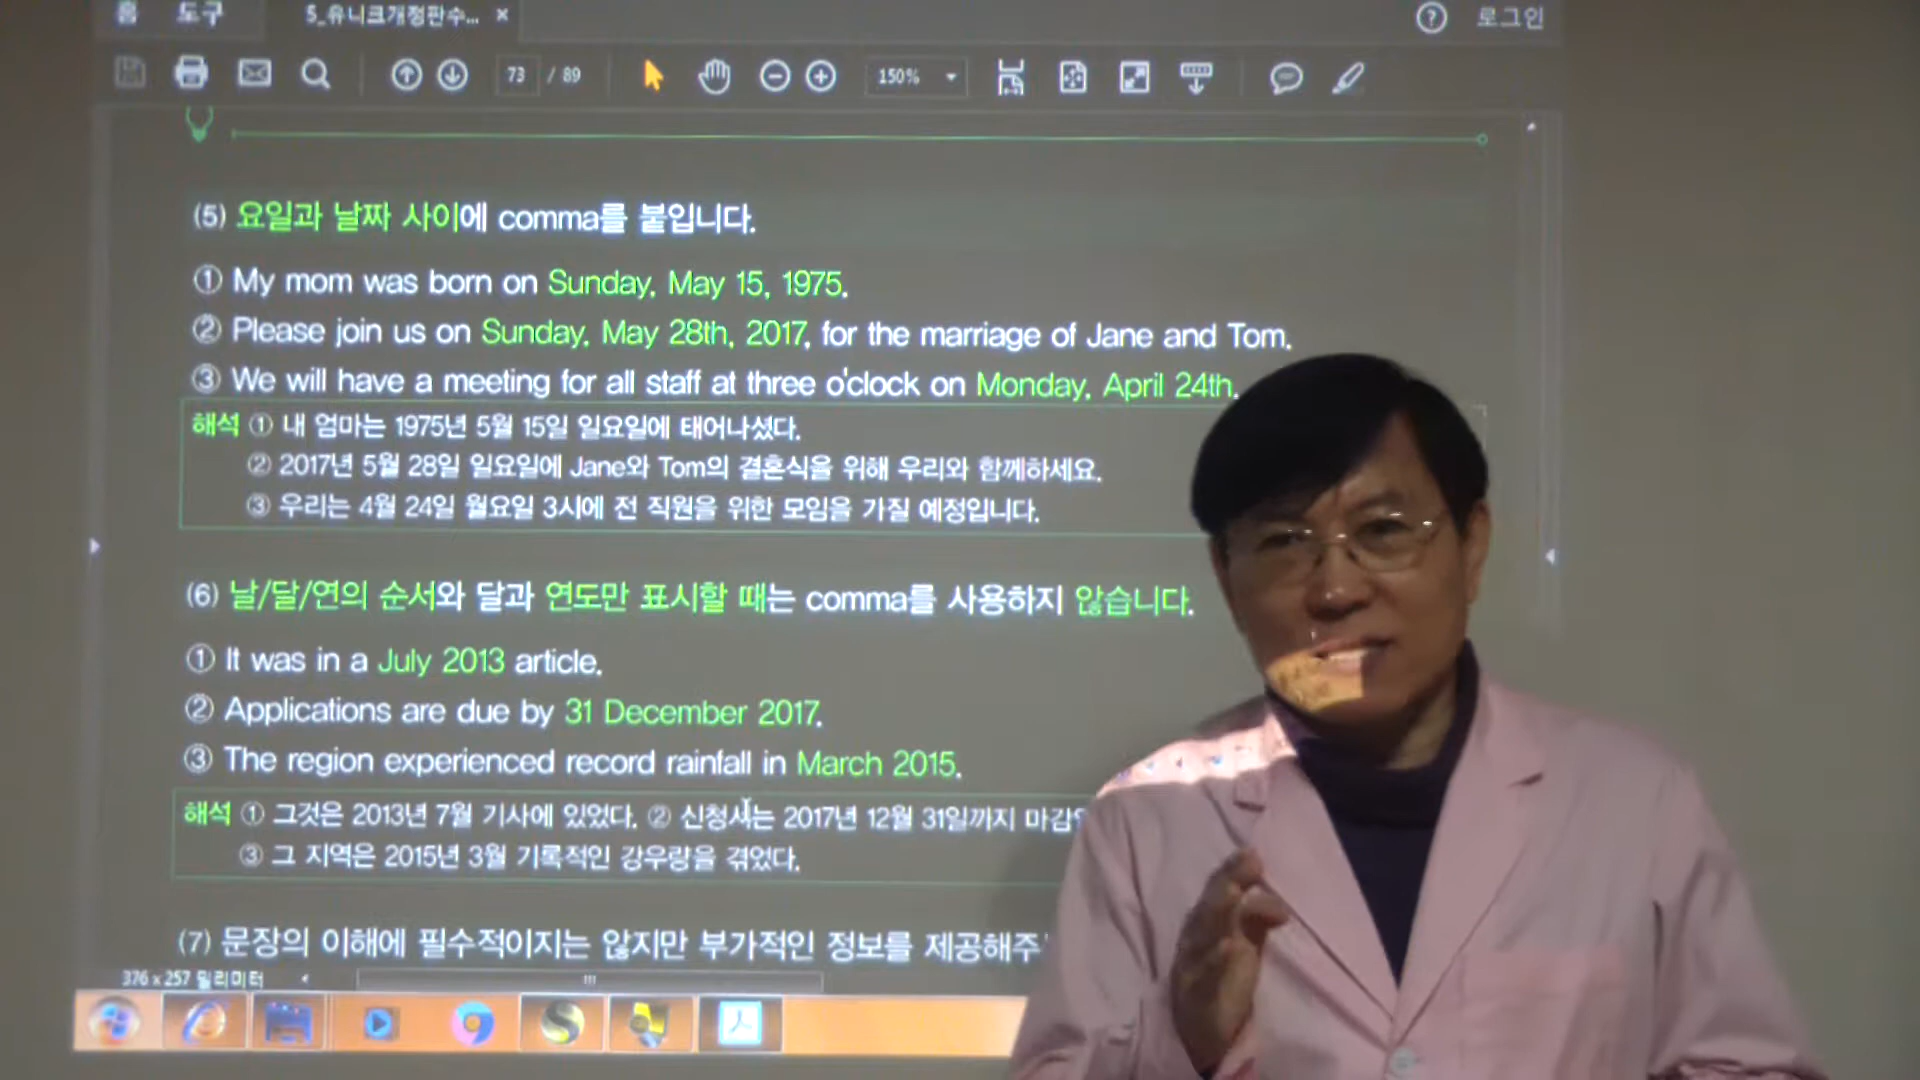 홈 도구 5_유니크개정판수... × ? 로그인
73 / 89 150%
(5) 요일과 날짜 사이에 comma를 붙입니다.
① My mom was born on Sunday, May 15, 1975.
② Please join us on Sunday, May 28th, 2017, for the marriage of Jane and Tom.
③ We will have a meeting for all staff at three o'clock on Monday, April 24th.
해석 ① 내 엄마는 1975년 5월 15일 일요일에 태어나셨다.
② 2017년 5월 28일 일요일에 Jane와 Tom의 결혼식을 위해 우리와 함께하세요.
③ 우리는 4월 24일 월요일 3시에 전 직원을 위한 모임을 가질 예정입니다.
(6) 날/달/연의 순서와 달과 연도만 표시할 때는 comma를 사용하지 않습니다.
① It was in a July 2013 article.
② Applications are due by 31 December 2017.
③ The region experienced record rainfall in March 2015.
해석 ① 그것은 2013년 7월 기사에 있었다. ② 신청서는 2017년 12월 31일까지
③ 그 지역은 2015년 3월 기록적인 강우량을 겪었다.
(7) 문장의 이해에 필수적이지는 않지만 부가적인 정보를 제공해주
376 x 257 밀리미터